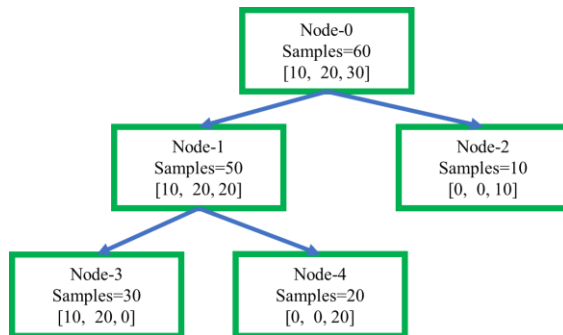 Node-0
Samples=60
[10, 20, 30]
Node-1
Samples=50
[10, 20, 20]
Node-2
Samples=10
[0, 0, 10]
Node-3
Samples=30
[10, 20, 0]
Node-4
Samples=20
[0, 0, 20]